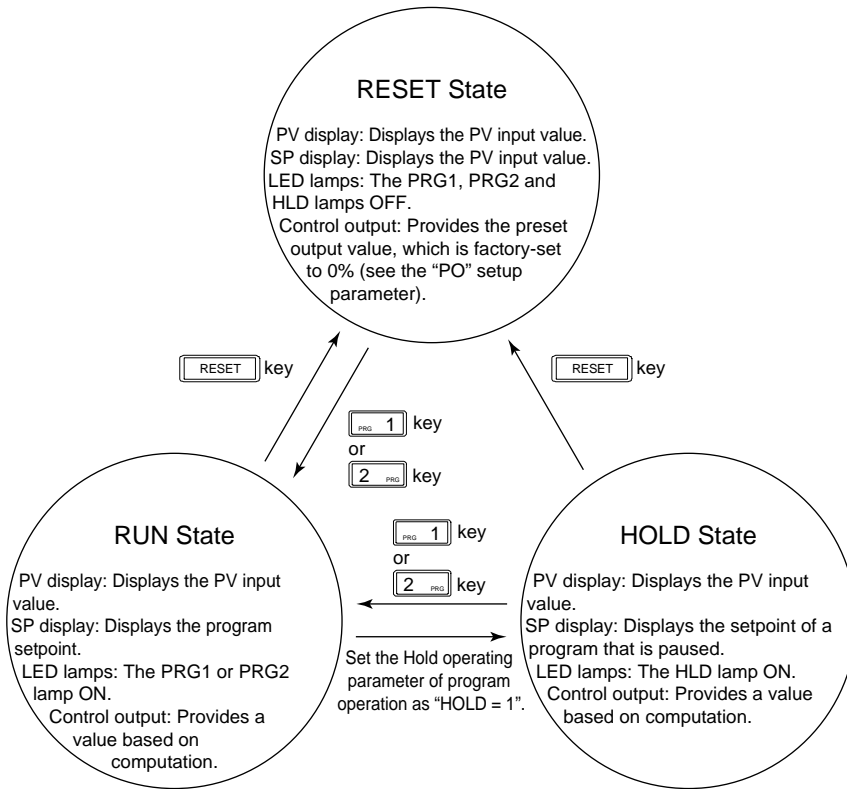 RESET State
PV display: Displays the PV input value.
SP display: Displays the PV input value.
LED lamps: The PRG1, PRG2 and
HLD lamps OFF.
Control output: Provides the preset
output value, which is factory-set
to 0% (see the “PO” setup
parameter).
RESET key
RESET key
PRG 1 key
or
2 PRG key
PRG 1 key
or
2 PRG key
RUN State
PV display: Displays the PV input
value.
SP display: Displays the program
setpoint.
LED lamps: The PRG1 or PRG2
lamp ON.
Control output: Provides a
value based on
computation.
Set the Hold operating
parameter of program
operation as “HOLD = 1”.
HOLD State
PV display: Displays the PV input
value.
SP display: Displays the setpoint of a
program that is paused.
LED lamps: The HLD lamp ON.
Control output: Provides a value
based on computation.